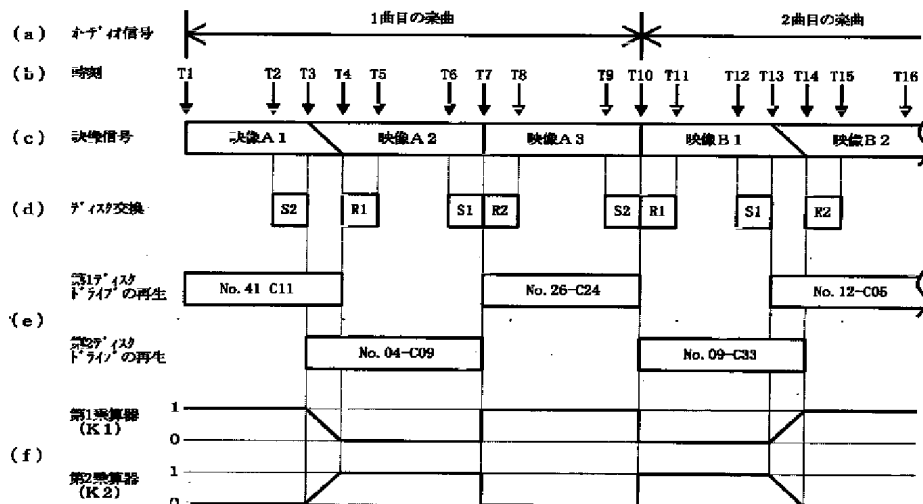 (a) オーディオ信号 1曲目の楽曲 2曲目の楽曲
(b) 時刻 T1 T2 T3 T4 T5 T6 T7 T8 T9 T10 T11 T12 T13 T14 T15 T16
(c) 映像信号 映像A1 映像A2 映像A3 映像B1 映像B2
(d) ディスク交換 S2 R1 S1 R2 S2 R1 S1 R2
第1ディスク
ドライブの再生 No.41-C11 No.26-C24 No.12-C05
(e)
第2ディスク
ドライブの再生 No.04-C09 No.09-C33
第1乗算器 1
(K1) 0
(f)
第2乗算器 1
(K2) 0